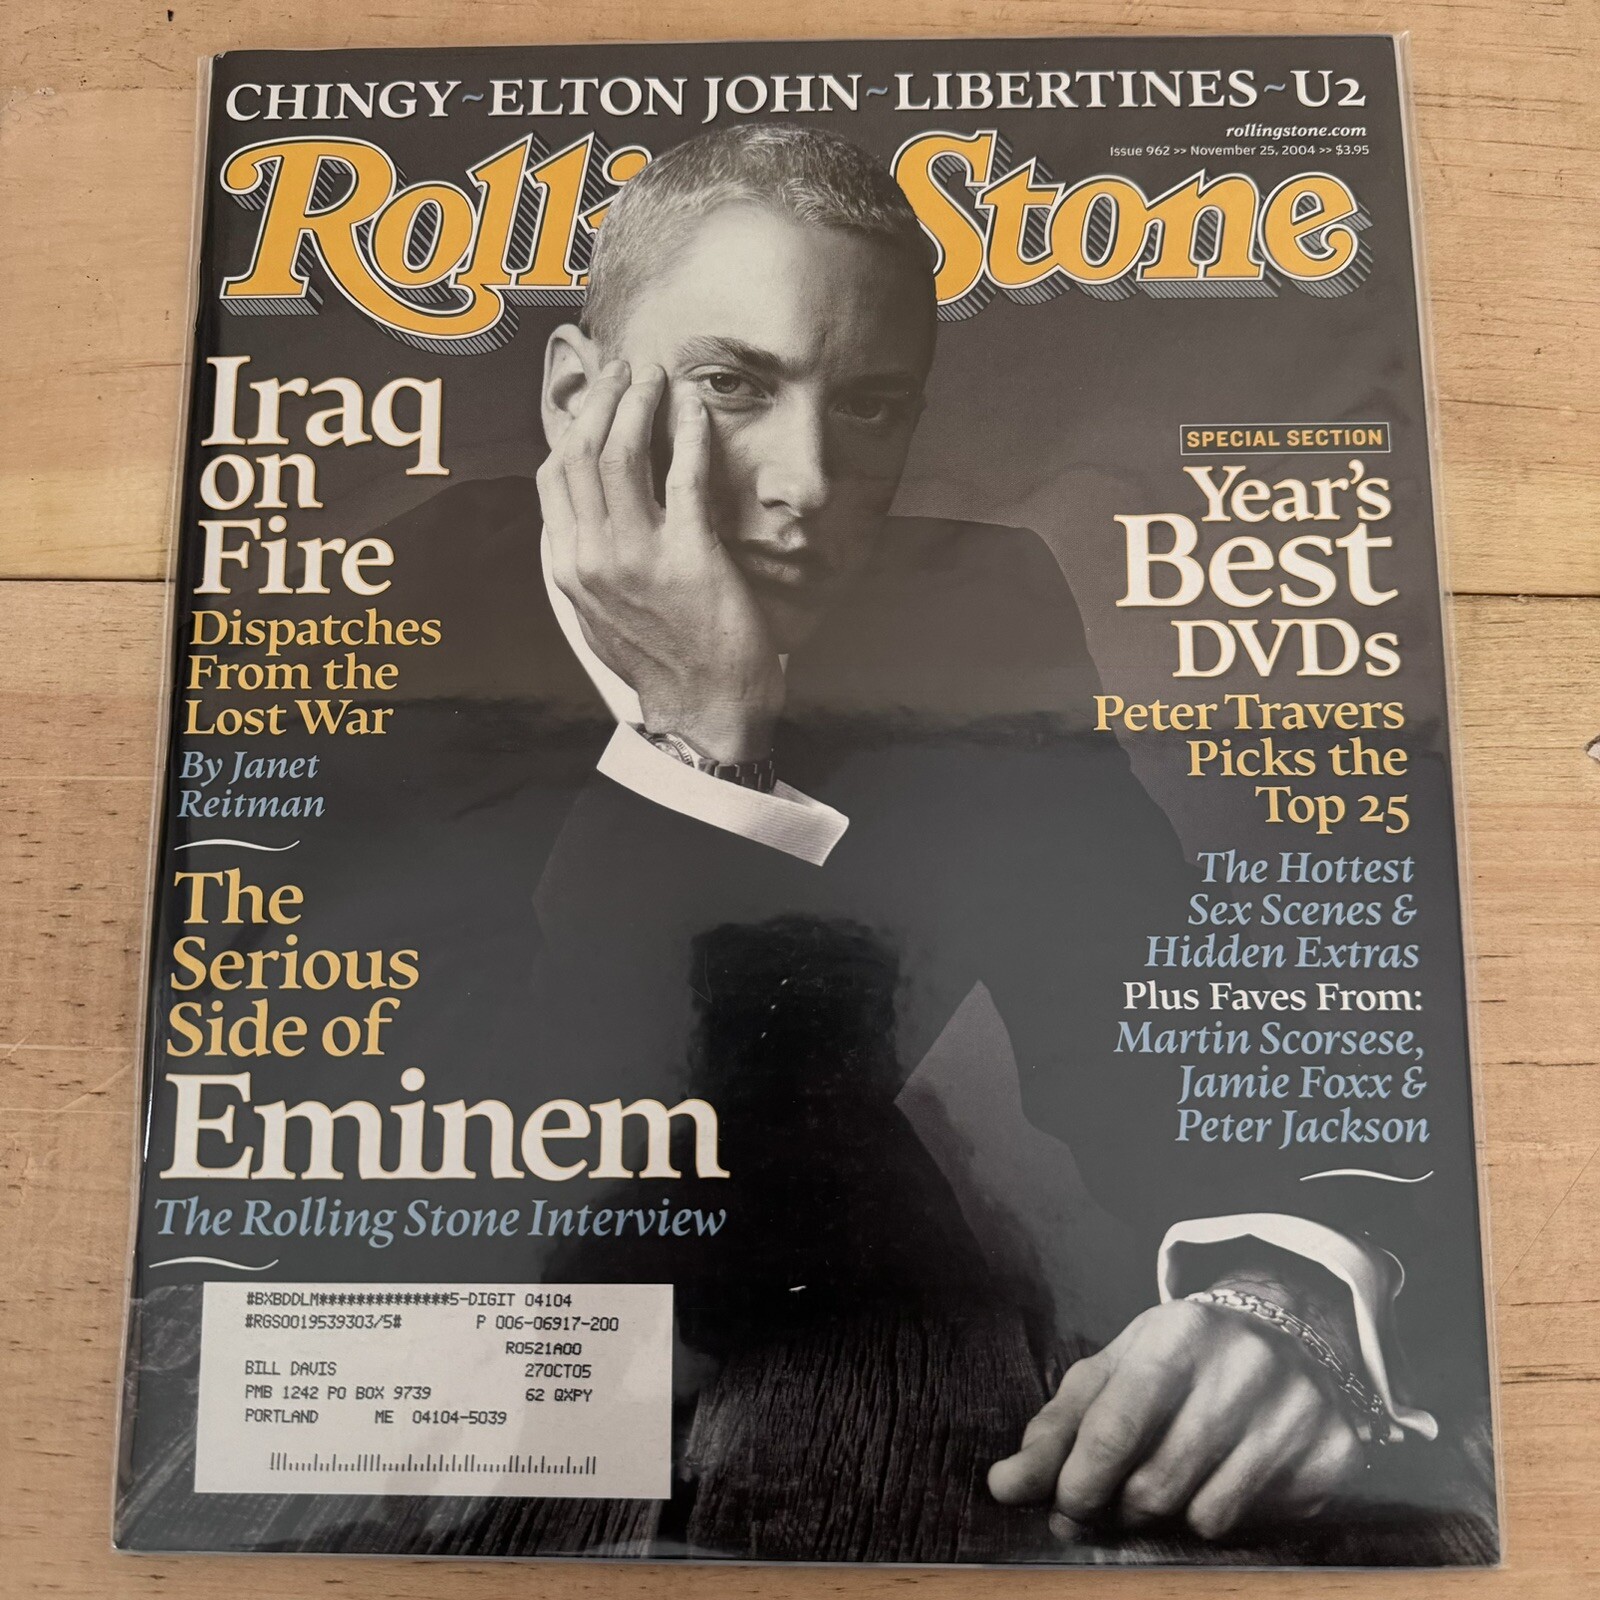 CHINGY~ELTON JOHN~LIBERTINES~U2
rollingstone.com
Issue 962 >> November 25, 2004 >> $3.95
Rolli Stone
Iraq
on
Fire
Dispatches
From the
Lost War
By Janet
Reitman
The
Serious
Side of
Eminem
The Rolling Stone Interview
SPECIAL SECTION
Year's
Best
DVDs
Peter Travers
Picks the
Top 25
The Hottest
Sex Scenes &
Hidden Extras
Plus Faves From:
Martin Scorsese,
Jamie Foxx &
Peter Jackson
#BXBDDLM**************5-DIGIT 04104
#RGS0019539303/5# P 006-06917-200
R0521A00
BILL DAVIS 27OCT05
PMB 1242 PO BOX 9739 62 QXPY
PORTLAND ME 04104-5039